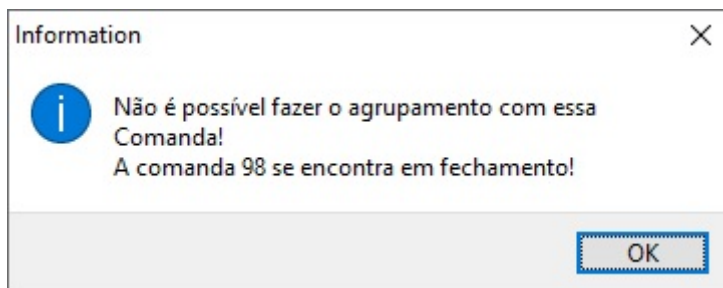 Information
Não é possível fazer o agrupamento com essa
Comanda!
A comanda 98 se encontra em fechamento!
OK